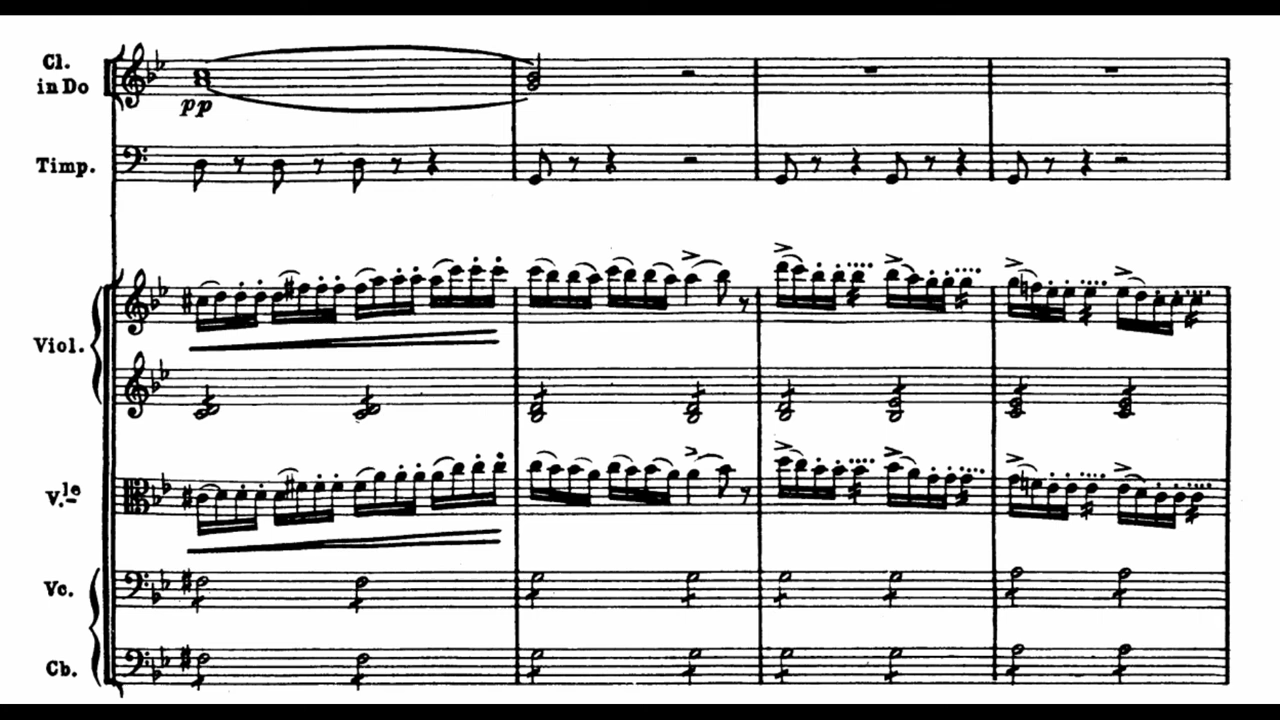 Cl.
in Do
pp
Timp.
Viol.
V.le
Vc.
Cb.